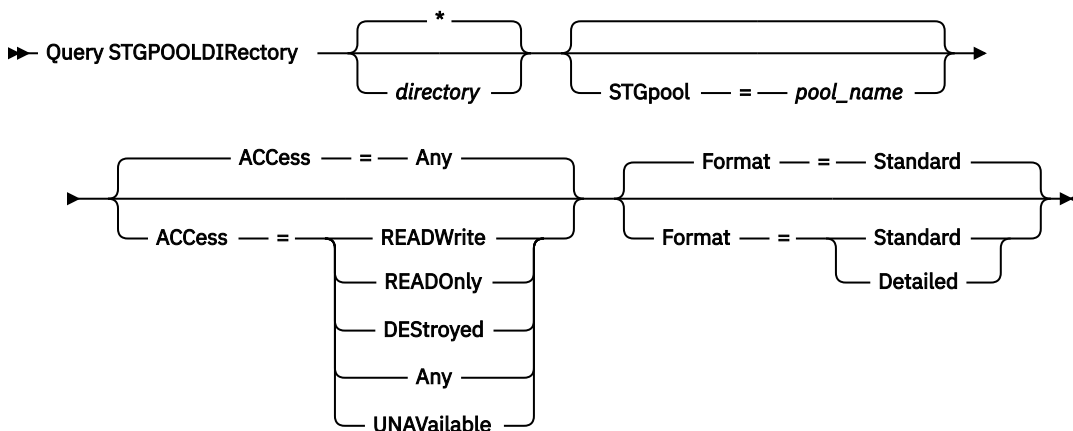 *
Query STGPOOLDIRectory
directory
STGpool = pool_name
ACCess = Any
Format = Standard
ACCess = READWrite
Format = Standard
READOnly
Detailed
DEStroyed
Any
UNAVailable